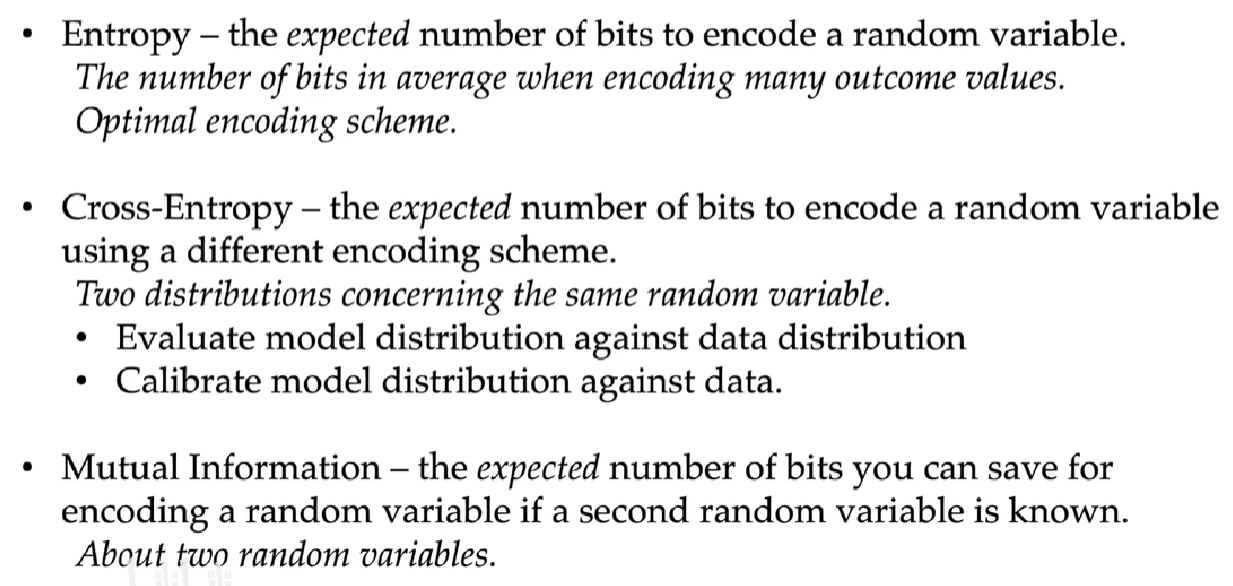 • Entropy – the expected number of bits to encode a random variable.
The number of bits in average when encoding many outcome values.
Optimal encoding scheme.
• Cross-Entropy – the expected number of bits to encode a random variable
using a different encoding scheme.
Two distributions concerning the same random variable.
• Evaluate model distribution against data distribution
• Calibrate model distribution against data.
• Mutual Information – the expected number of bits you can save for
encoding a random variable if a second random variable is known.
About two random variables.